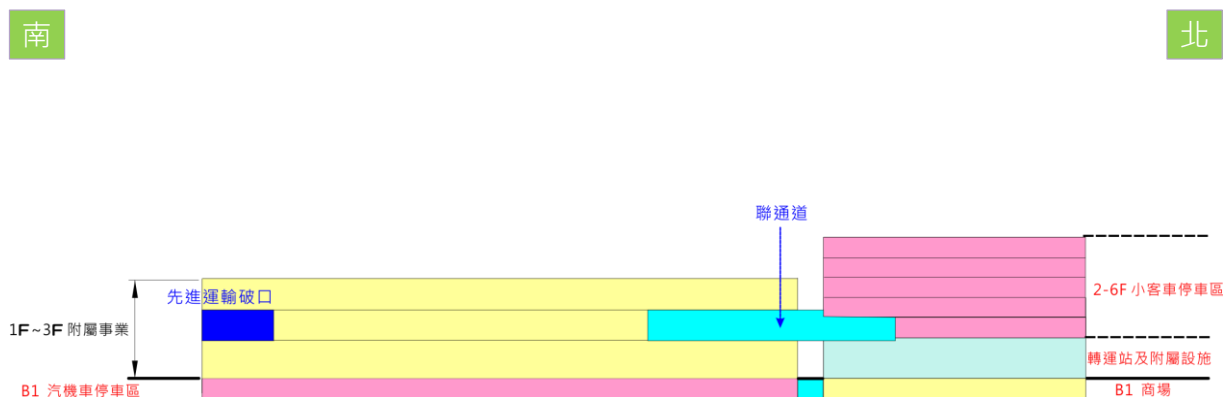 南
北
聯通道
先進運輸破口
2-6F 小客車停車區
1F~3F 附屬事業
轉運站及附屬設施
B1 汽機車停車區
B1 商場